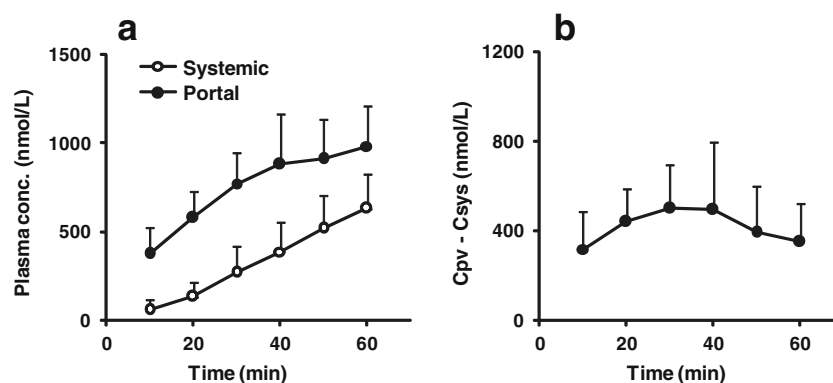 a
Plasma conc. (nmol/L)
1500
1000
500
0
Systemic
Portal
0 20 40 60
Time (min)
b
Cpv - Csys (nmol/L)
1200
800
400
0
0 20 40 60
Time (min)